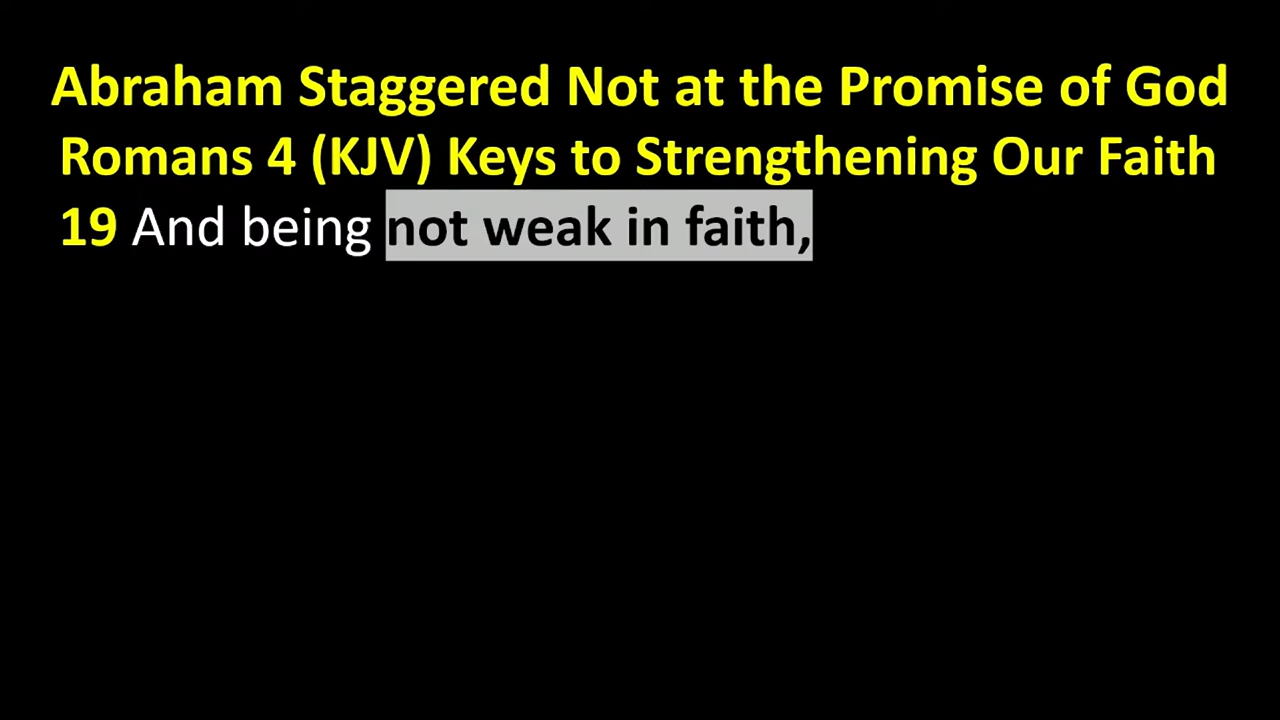 Abraham Staggered Not at the Promise of God
Romans 4 (KJV) Keys to Strengthening Our Faith
19 And being not weak in faith,